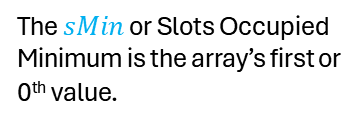 The sMin or Slots Occupied
Minimum is the array’s first or
0th value.